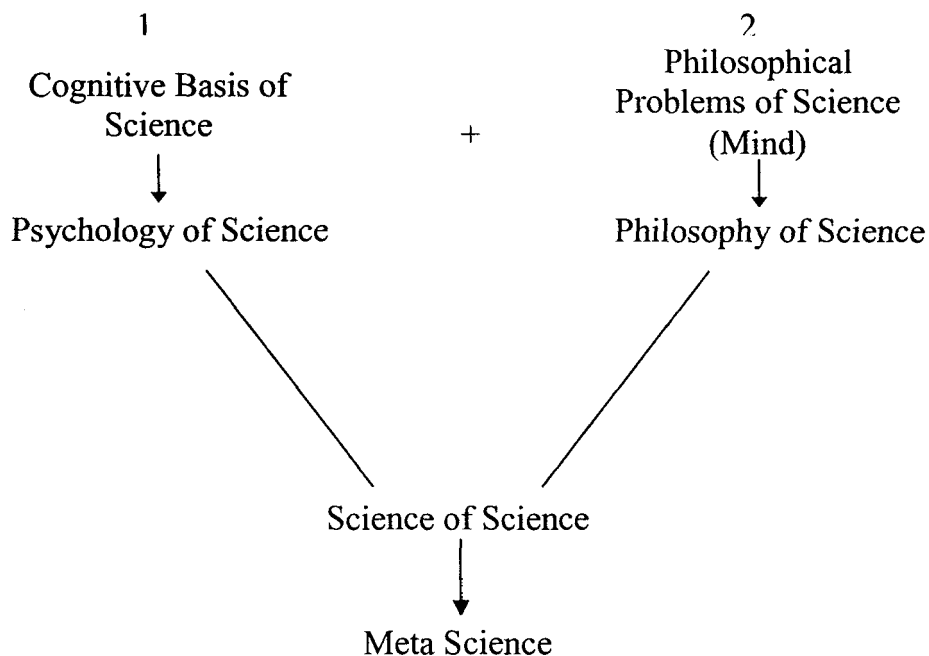 1
2
Cognitive Basis of
Science
+
Philosophical
Problems of Science
(Mind)
Psychology of Science
Philosophy of Science
Science of Science
Meta Science